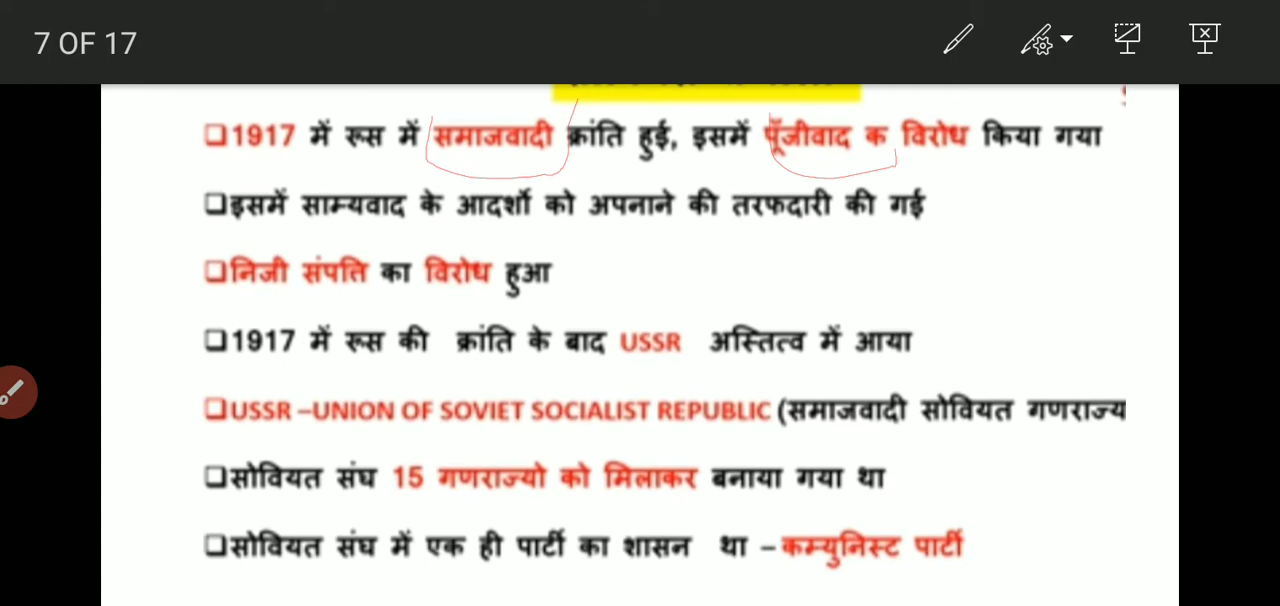 7 OF 17
❑1917 में रूस में समाजवादी क्रांति हुई, इसमें पूँजीवाद क विरोध किया गया
❑इसमें साम्यवाद के आदर्शो को अपनाने की तरफदारी की गई
❑निजी संपति का विरोध हुआ
❑1917 में रूस की क्रांति के बाद USSR अस्तित्व में आया
❑USSR –UNION OF SOVIET SOCIALIST REPUBLIC (समाजवादी सोवियत गणराज्य
❑सोवियत संघ 15 गणराज्यो को मिलाकर बनाया गया था
❑सोवियत संघ में एक ही पार्टी का शासन था –कम्युनिस्ट पार्टी